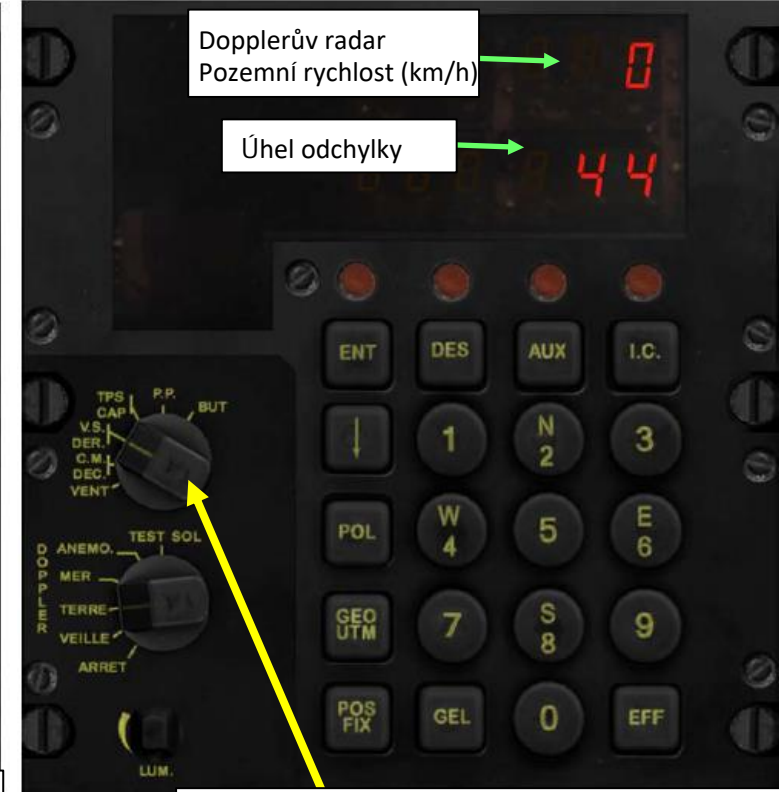 Dopplerův radar
Pozemní rychlost (km/h)
0
Úhel odchylky
44
ENT
DES
AUX
I.C.
TPS
CAP
P.P.
BUT
V.S.
DER.
C.M.
DEC.
VENT
↓
1
N
2
3
POL
W
4
5
E
6
DOPPLER
TEST SOL
ANEMO.
MER
TERRE
VEILLE
ARRET
GEO
UTM
7
S
8
9
POS
FIX
GEL
0
EFF
LUM.